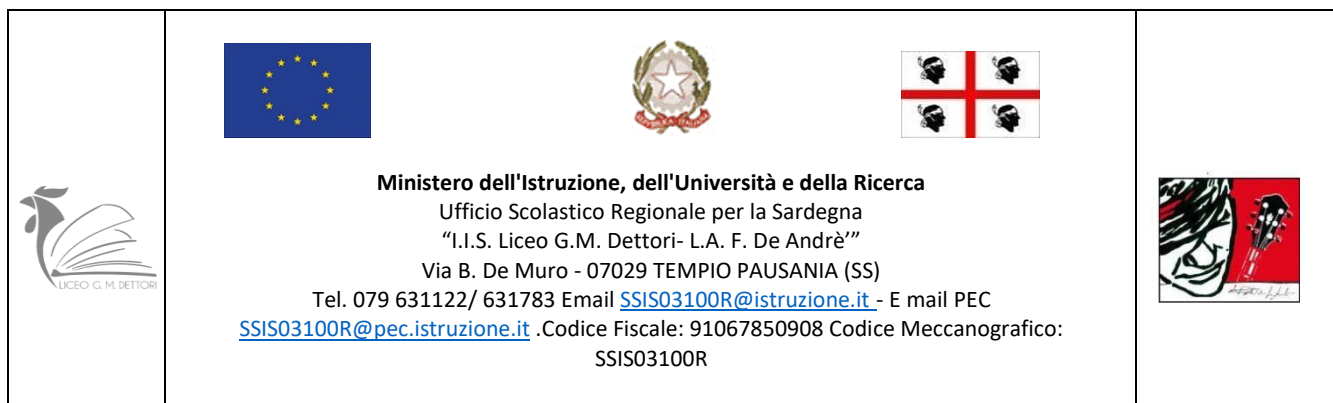 Ministero dell'Istruzione, dell'Università e della Ricerca
Ufficio Scolastico Regionale per la Sardegna
“I.I.S. Liceo G.M. Dettori- L.A. F. De Andrè’”
Via B. De Muro - 07029 TEMPIO PAUSANIA (SS)
Tel. 079 631122/ 631783 Email SSIS03100R@istruzione.it - E mail PEC
SSIS03100R@pec.istruzione.it .Codice Fiscale: 91067850908 Codice Meccanografico:
SSIS03100R
LICEO G. M. DETTORI